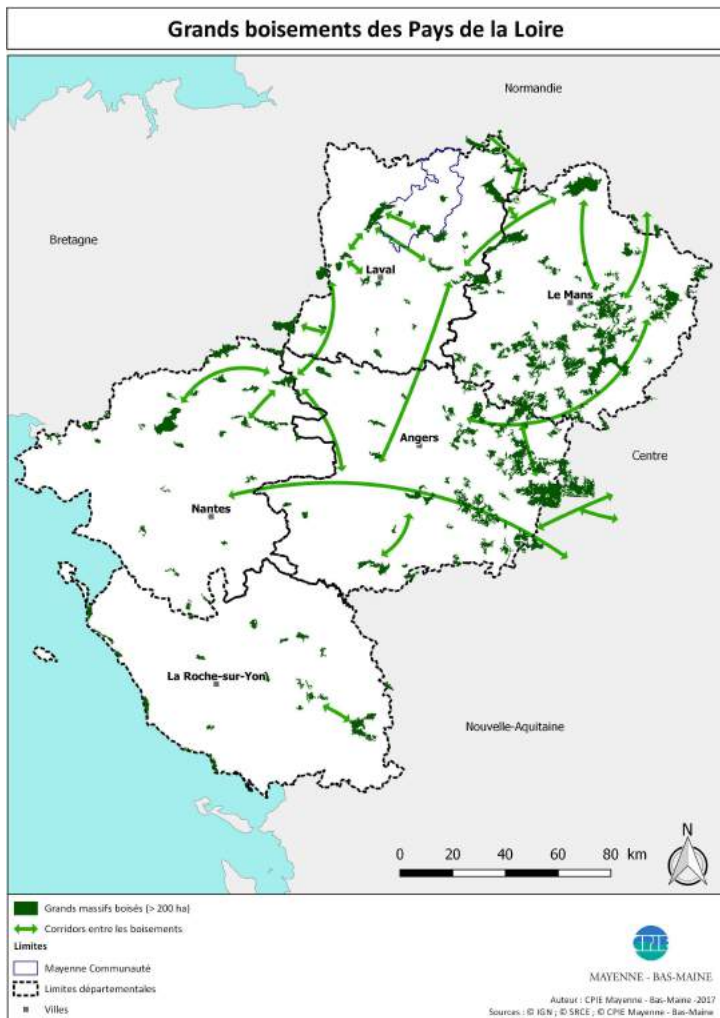 Grands boisements des Pays de la Loire
Normandie
Bretagne
Laval
Le Mans
Angers
Centre
Nantes
La Roche-sur-Yon
Nouvelle-Aquitaine
N
0 20 40 60 80 km
Grands massifs boisés (> 200 ha)
Corridors entre les boisements
Limites
Mayenne Communauté
Limites départementales
Villes
CPIE
MAYENNE - BAS-MAINE
Auteur : CPIE Mayenne - Bas-Maine -2017
Sources : © IGN ; © SRCE ; © CPIE Mayenne - Bas-Maine